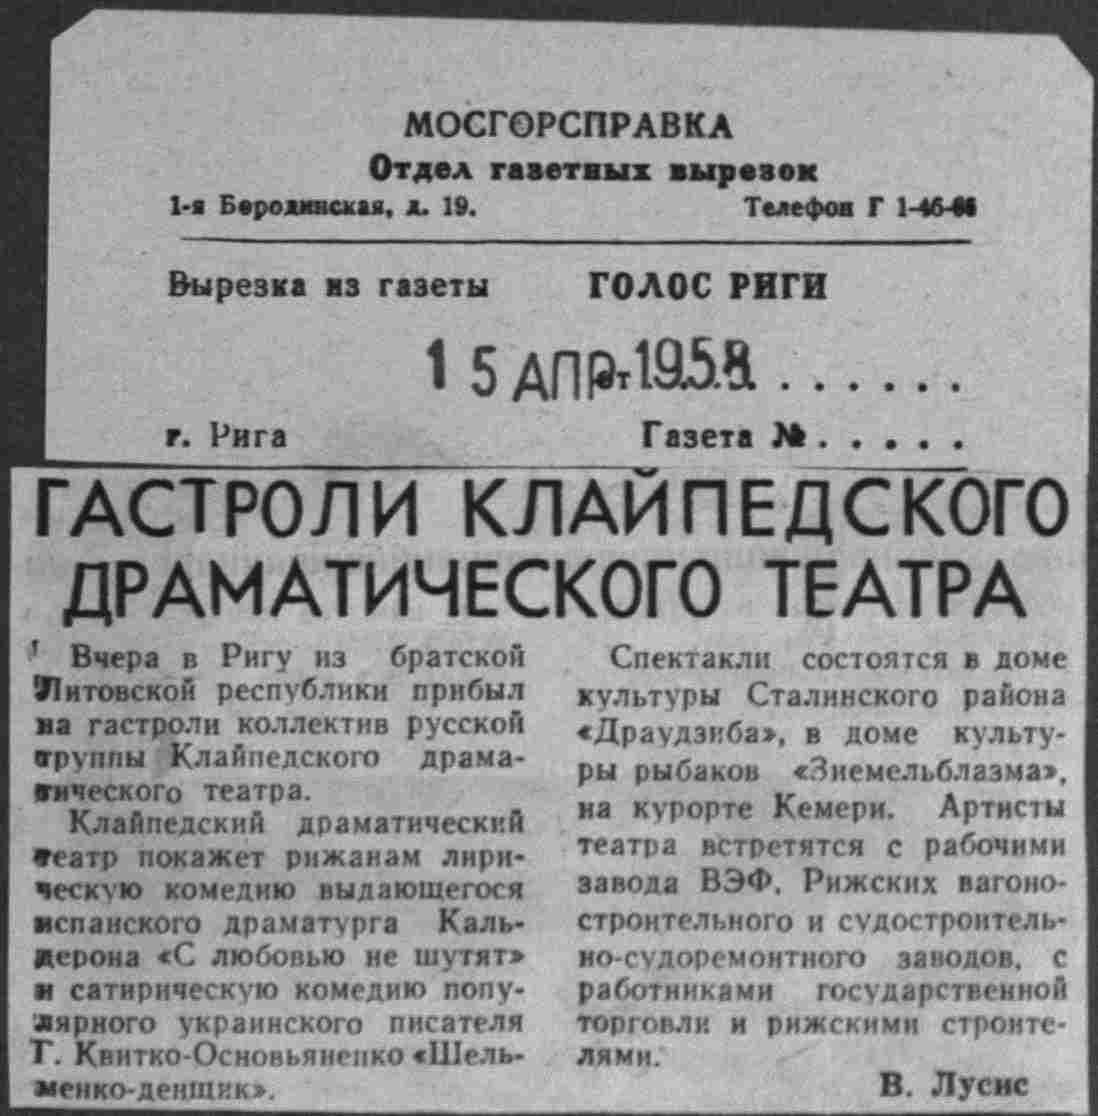 МОСГОРСПРАВКА
Отдел газетных вырезок
1-я Бородинская, д. 19.
Телефон Г 1-46-66
Вырезка из газеты
ГОЛОС РИГИ
15 АПР от 1958. . . . . . .
г. Рига
Газета № . . . . .
ГАСТРОЛИ КЛАЙПЕДСКОГО
ДРАМАТИЧЕСКОГО ТЕАТРА
Вчера в Ригу из братской
Литовской республики прибыл
на гастроли коллектив русской
труппы Клайпедского драма-
тического театра.
Клайпедский драматический
театр покажет рижанам лири-
ческую комедию выдающегося
испанского драматурга Каль-
дерона «С любовью не шутят»
и сатирическую комедию попу-
лярного украинского писателя
Г. Квитко-Основьяненко «Шель-
менко-денщик».
Спектакли состоятся в доме
культуры Сталинского района
«Драудзиба», в доме культу-
ры рыбаков «Зиемельблазма»,
на курорте Кемери. Артисты
театра встретятся с рабочими
завода ВЭФ, Рижских вагоно-
строительного и судостроитель-
но-судоремонтного заводов, с
работниками государственной
торговли и рижскими строите-
лями.
В. Лусис